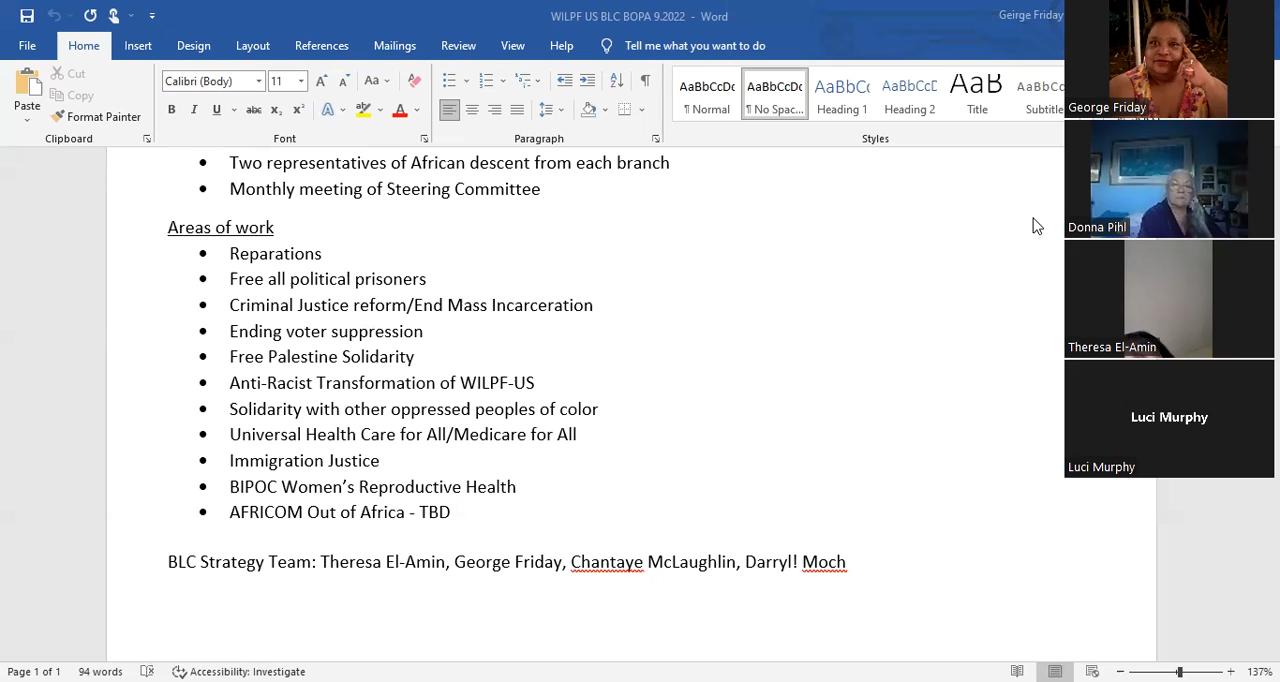 WILPF US BLC BOPA 9.2022 - Word
Geirge Friday
File Home Insert Design Layout References Mailings Review View Help Tell me what you want to do
Paste
Cut
Copy
Format Painter
Clipboard
Calibri (Body) 11
Font
Paragraph
AaBbCcDc AaBbCcDc AaBbCc AaBbCcC AaB AaBbCc
¶ Normal ¶ No Spac... Heading 1 Heading 2 Title Subtitle
Styles
• Two representatives of African descent from each branch
• Monthly meeting of Steering Committee
Areas of work
• Reparations
• Free all political prisoners
• Criminal Justice reform/End Mass Incarceration
• Ending voter suppression
• Free Palestine Solidarity
• Anti-Racist Transformation of WILPF-US
• Solidarity with other oppressed peoples of color
• Universal Health Care for All/Medicare for All
• Immigration Justice
• BIPOC Women's Reproductive Health
• AFRICOM Out of Africa - TBD
BLC Strategy Team: Theresa El-Amin, George Friday, Chantaye McLaughlin, Darryl! Moch
George Friday
Donna Pihl
Theresa El-Amin
Luci Murphy
Luci Murphy
Page 1 of 1 94 words Accessibility: Investigate 137%